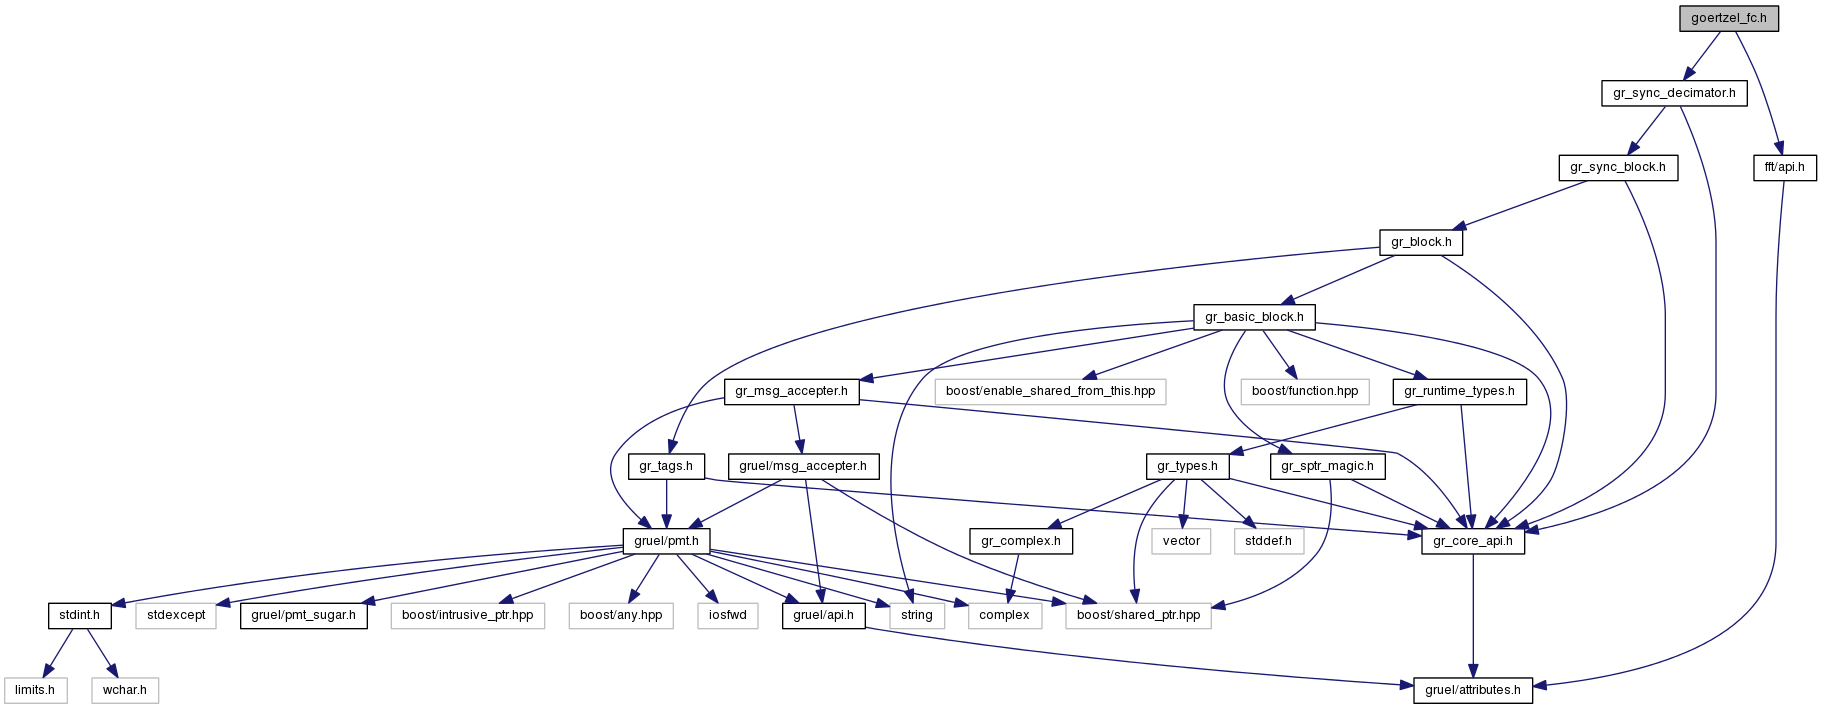 goertzel_fc.h
gr_sync_decimator.h
gr_sync_block.h
fft/api.h
gr_block.h
gr_basic_block.h
gr_msg_accepter.h
boost/enable_shared_from_this.hpp
boost/function.hpp
gr_runtime_types.h
gr_tags.h
gruel/msg_accepter.h
gr_types.h
gr_sptr_magic.h
gruel/pmt.h
gr_complex.h
vector
stddef.h
gr_core_api.h
stdint.h
stdexcept
gruel/pmt_sugar.h
boost/intrusive_ptr.hpp
boost/any.hpp
iosfwd
gruel/api.h
string
complex
boost/shared_ptr.hpp
limits.h
wchar.h
gruel/attributes.h